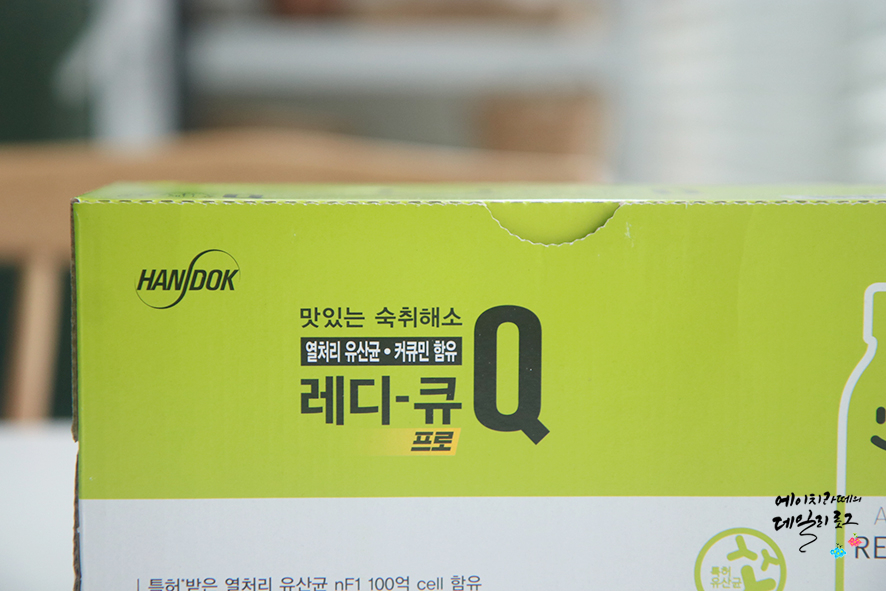 HANDOK
맛있는 숙취해소
열처리 유산균 • 커큐민 함유
레디-큐
Q
프로
에이치라떼의
데일리로그
A
RE
특허
유산균
| 특허*받은 열처리 유산균 nF1 100억 cell 함유